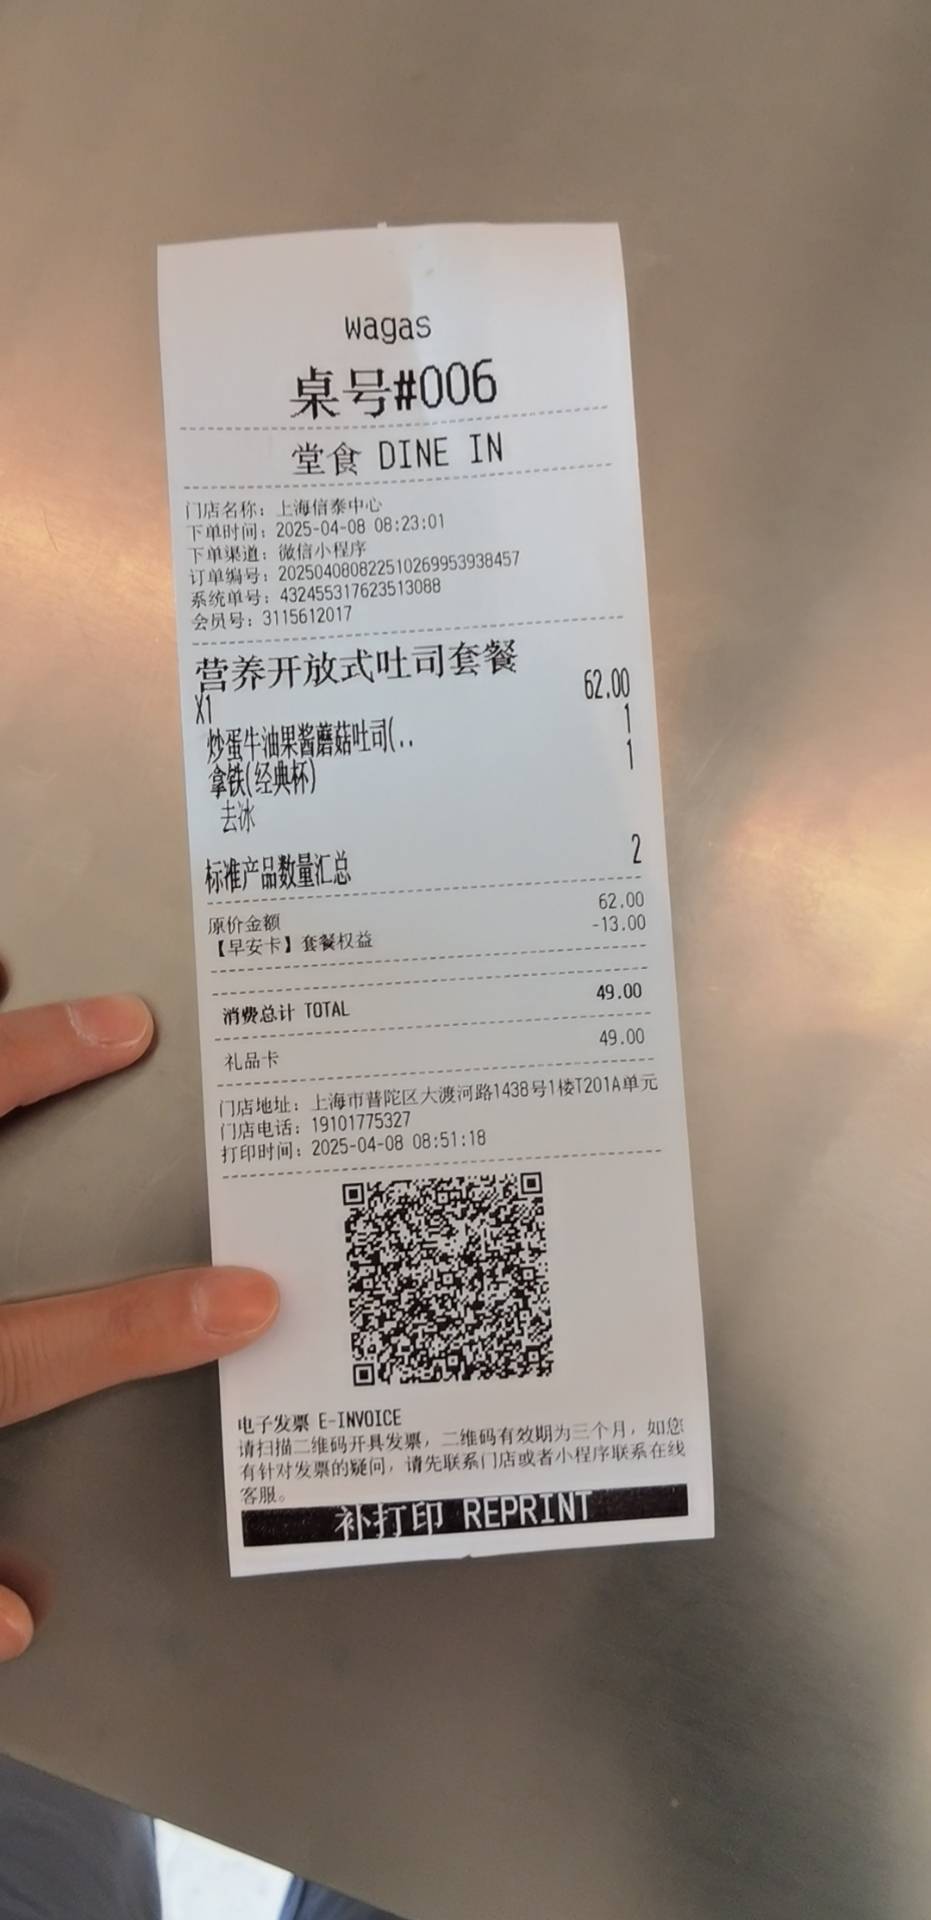 wagas
桌号#006
堂食 DINE IN
门店名称：上海信泰中心
下单时间：2025-04-08 08:23:01
下单渠道：微信小程序
订单编号：20250408082251026995393​8457
系统单号：432455317623513088
会员号：3115612017
营养开放式吐司套餐
X1 62.00
炒蛋牛油果酱蘑菇吐司(.. 1
拿铁(经典杯) 1
去冰
标准产品数量汇总 2
原价金额 62.00
【早安卡】套餐权益 -13.00
消费总计 TOTAL 49.00
礼品卡 49.00
门店地址：上海市普陀区大渡河路1438号1楼T201A单元
门店电话：19101775327
打印时间：2025-04-08 08:51:18
电子发票 E-INVOICE
请扫描二维码开具发票，二维码有效期为三个月，如您
有针对发票的疑问，请先联系门店或者小程序联系在线
客服。
补打印 REPRINT